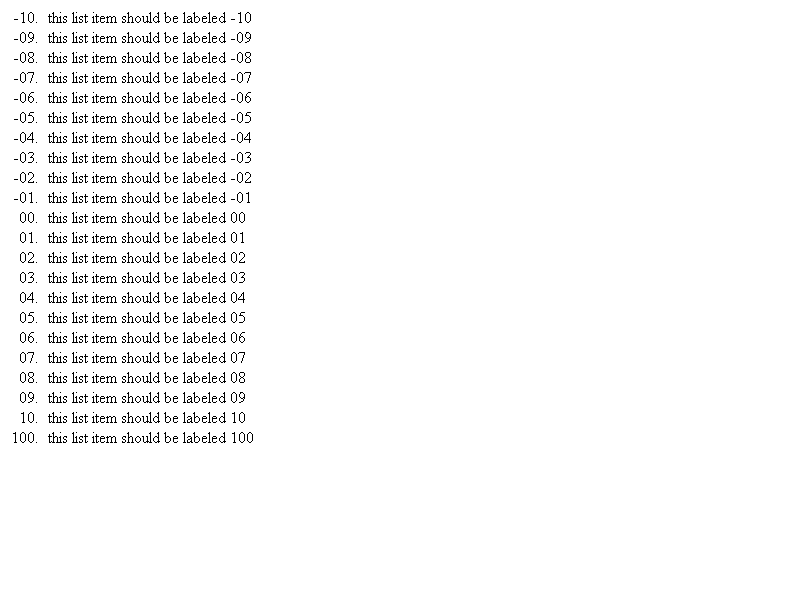 -10. this list item should be labeled -10
-09. this list item should be labeled -09
-08. this list item should be labeled -08
-07. this list item should be labeled -07
-06. this list item should be labeled -06
-05. this list item should be labeled -05
-04. this list item should be labeled -04
-03. this list item should be labeled -03
-02. this list item should be labeled -02
-01. this list item should be labeled -01
00. this list item should be labeled 00
01. this list item should be labeled 01
02. this list item should be labeled 02
03. this list item should be labeled 03
04. this list item should be labeled 04
05. this list item should be labeled 05
06. this list item should be labeled 06
07. this list item should be labeled 07
08. this list item should be labeled 08
09. this list item should be labeled 09
10. this list item should be labeled 10
100. this list item should be labeled 100